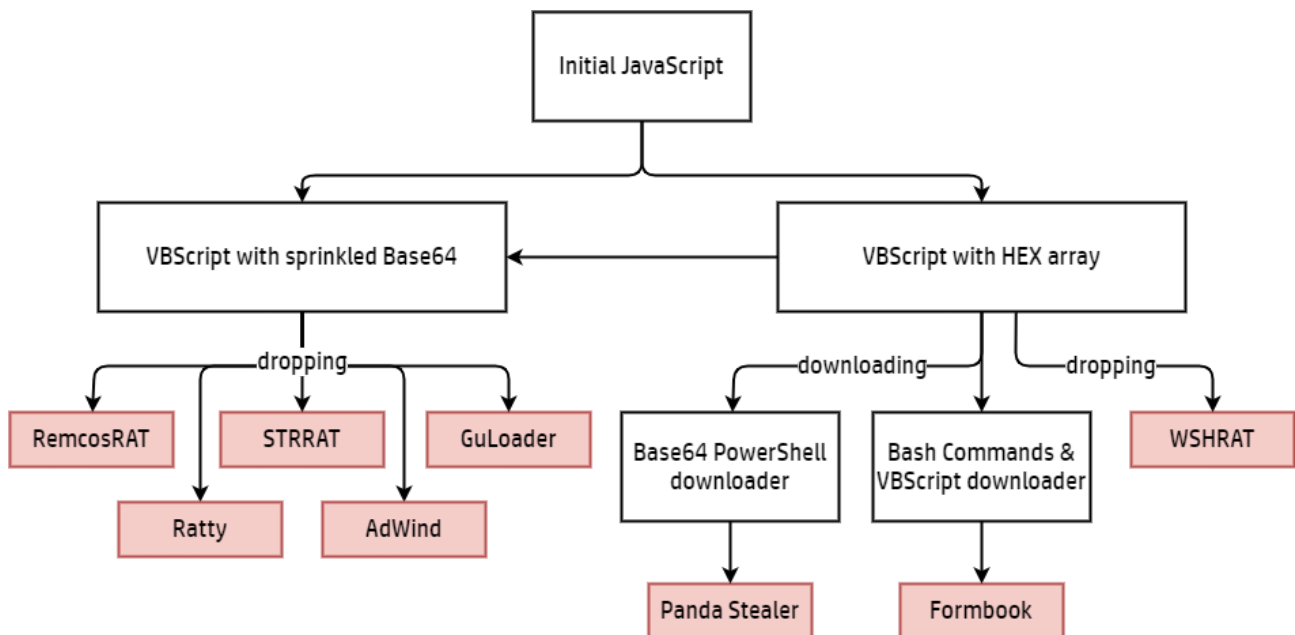 Initial JavaScript
VBScript with sprinkled Base64
VBScript with HEX array
dropping
downloading
dropping
RemcosRAT
STRRAT
GuLoader
Base64 PowerShell
downloader
Bash Commands &
VBScript downloader
WSHRAT
Ratty
AdWind
Panda Stealer
Formbook